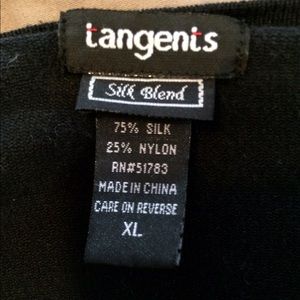 tangents
Silk Blend
75% SILK
25% NYLON
RN#51783
MADE IN CHINA
CARE ON REVERSE
XL